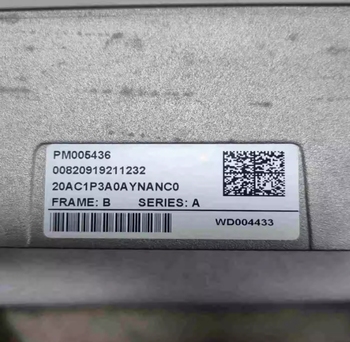 PM005436
00820919211232
20AC1P3A0AYNANC0
FRAME: B SERIES: A
WD004433